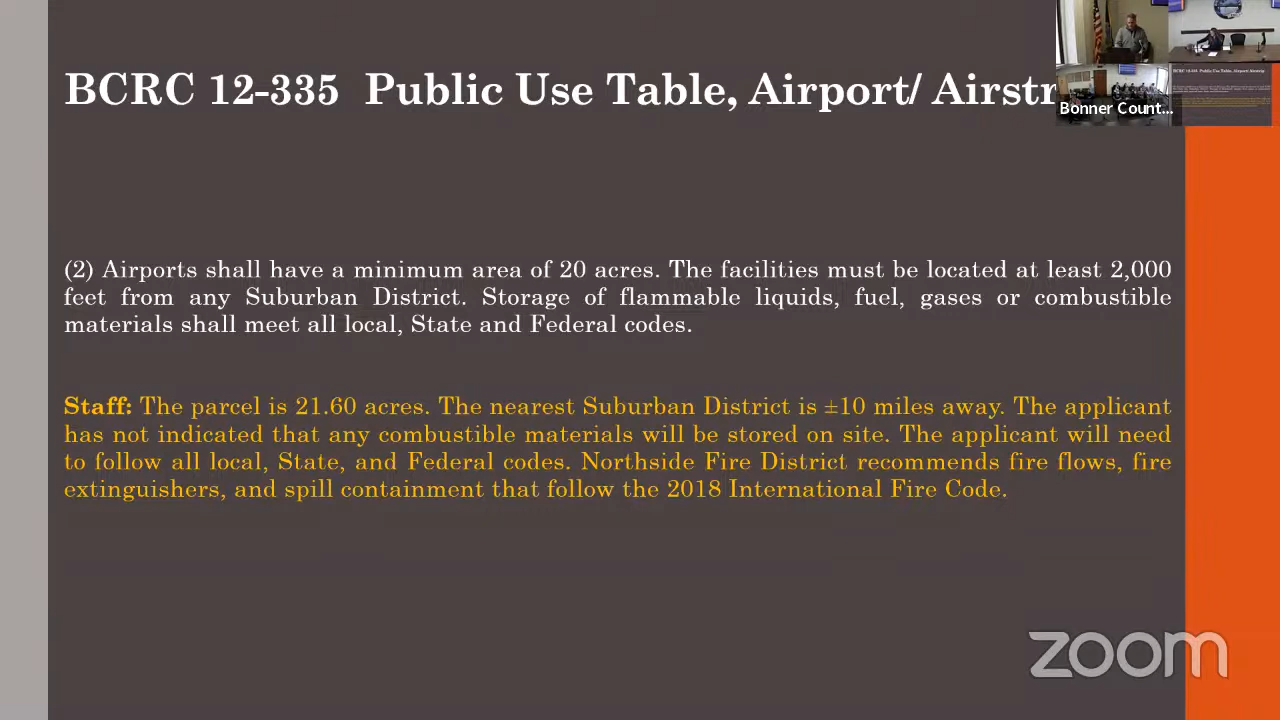 BCRC 12-335 Public Use Table, Airport/ Airstr
Bonner Count...
(2) Airports shall have a minimum area of 20 acres. The facilities must be located at least 2,000
feet from any Suburban District. Storage of flammable liquids, fuel, gases or combustible
materials shall meet all local, State and Federal codes.
Staff: The parcel is 21.60 acres. The nearest Suburban District is ±10 miles away. The applicant
has not indicated that any combustible materials will be stored on site. The applicant will need
to follow all local, State, and Federal codes. Northside Fire District recommends fire flows, fire
extinguishers, and spill containment that follow the 2018 International Fire Code.
zoom